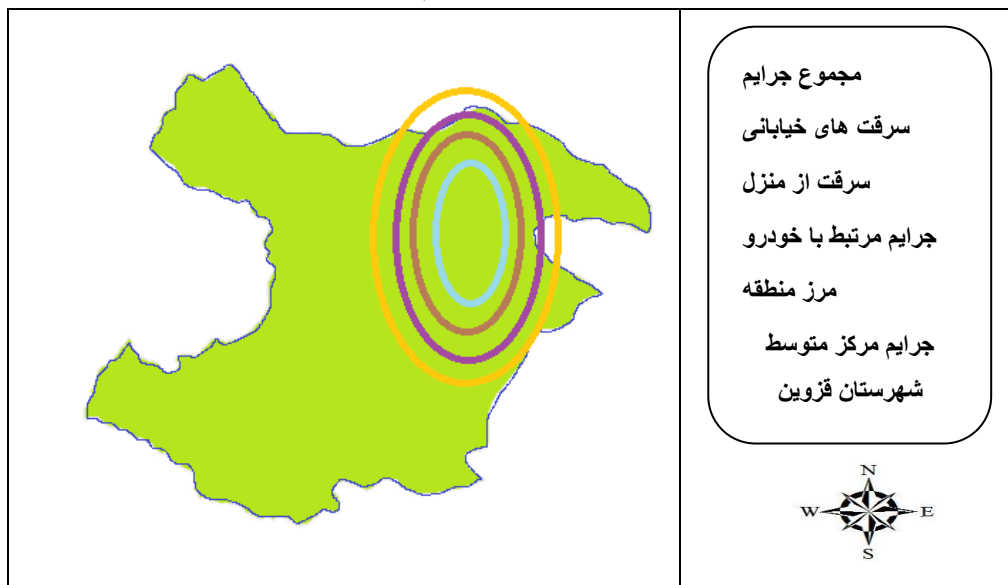 مجموع جرایم
سرقت های خیابانی
سرقت از منزل
جرایم مرتبط با خودرو
مرز منطقه
جرایم مرکز متوسط
شهرستان قزوین
N
W E
S